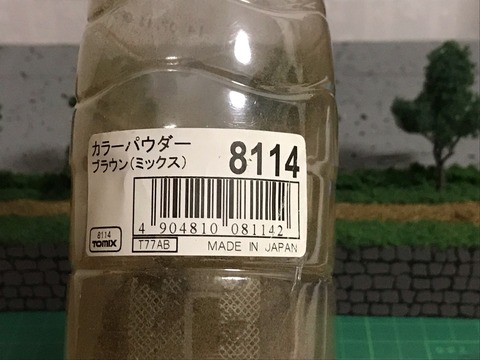 カラーパウダー
ブラウン(ミックス)
8114
4 904810 081142
8114
TOMIX
T77AB
MADE IN JAPAN